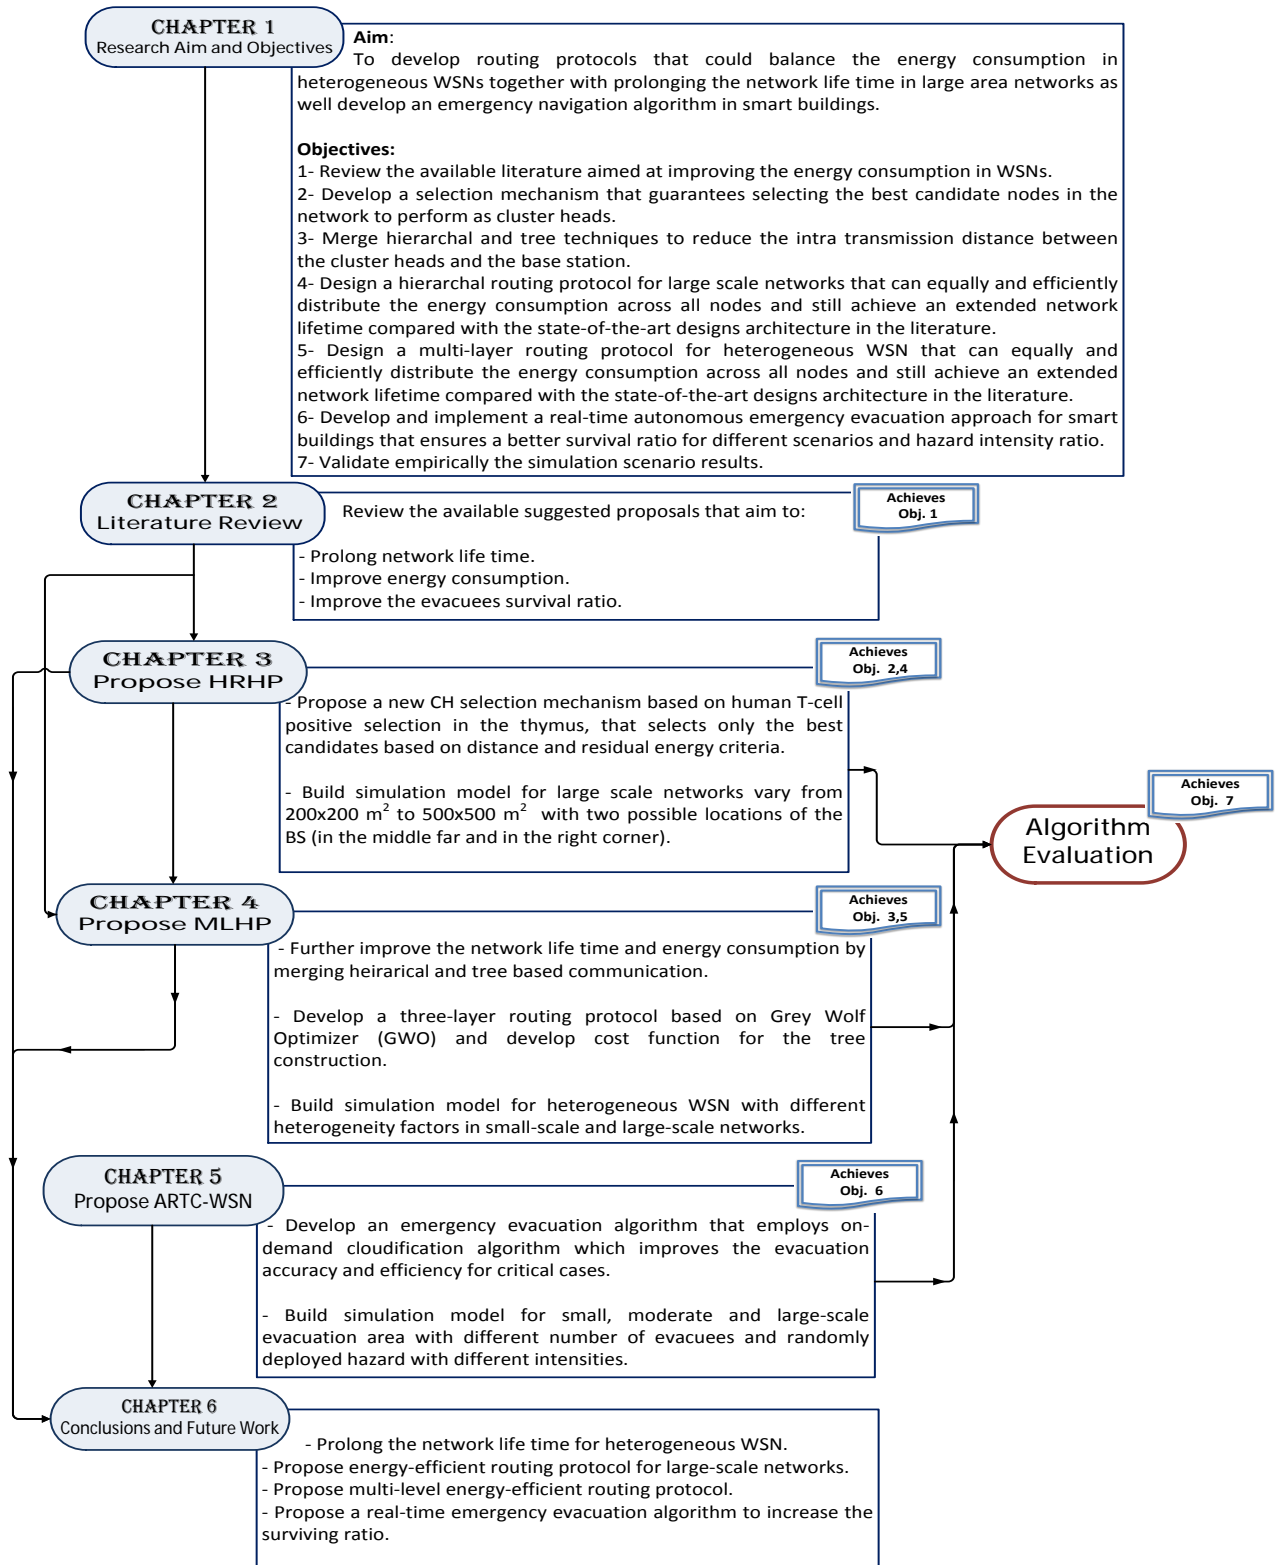 CHAPTER 1
Research Aim and Objectives
Aim:
To develop routing protocols that could balance the energy consumption in
heterogeneous WSNs together with prolonging the network life time in large area networks as
well develop an emergency navigation algorithm in smart buildings.
Objectives:
1- Review the available literature aimed at improving the energy consumption in WSNs.
2- Develop a selection mechanism that guarantees selecting the best candidate nodes in the
network to perform as cluster heads.
3- Merge hierarchal and tree techniques to reduce the intra transmission distance between
the cluster heads and the base station.
4- Design a hierarchal routing protocol for large scale networks that can equally and efficiently
distribute the energy consumption across all nodes and still achieve an extended network
lifetime compared with the state-of-the-art designs architecture in the literature.
5- Design a multi-layer routing protocol for heterogeneous WSN that can equally and
efficiently distribute the energy consumption across all nodes and still achieve an extended
network lifetime compared with the state-of-the-art designs architecture in the literature.
6- Develop and implement a real-time autonomous emergency evacuation approach for smart
buildings that ensures a better survival ratio for different scenarios and hazard intensity ratio.
7- Validate empirically the simulation scenario results.
CHAPTER 2
Literature Review
Review the available suggested proposals that aim to:
- Prolong network life time.
- Improve energy consumption.
- Improve the evacuees survival ratio.
Achieves
Obj. 1
CHAPTER 3
Propose HRHP
Achieves
Obj. 2,4
- Propose a new CH selection mechanism based on human T-cell
positive selection in the thymus, that selects only the best
candidates based on distance and residual energy criteria.
- Build simulation model for large scale networks vary from
200x200 m² to 500x500 m² with two possible locations of the
BS (in the middle far and in the right corner).
Achieves
Obj. 7
Algorithm
Evaluation
CHAPTER 4
Propose MLHP
Achieves
Obj. 3,5
- Further improve the network life time and energy consumption by
merging heirarical and tree based communication.
- Develop a three-layer routing protocol based on Grey Wolf
Optimizer (GWO) and develop cost function for the tree
construction.
- Build simulation model for heterogeneous WSN with different
heterogeneity factors in small-scale and large-scale networks.
CHAPTER 5
Propose ARTC-WSN
Achieves
Obj. 6
- Develop an emergency evacuation algorithm that employs on-
demand cloudification algorithm which improves the evacuation
accuracy and efficiency for critical cases.
- Build simulation model for small, moderate and large-scale
evacuation area with different number of evacuees and randomly
deployed hazard with different intensities.
CHAPTER 6
Conclusions and Future Work
- Prolong the network life time for heterogeneous WSN.
- Propose energy-efficient routing protocol for large-scale networks.
- Propose multi-level energy-efficient routing protocol.
- Propose a real-time emergency evacuation algorithm to increase the
surviving ratio.